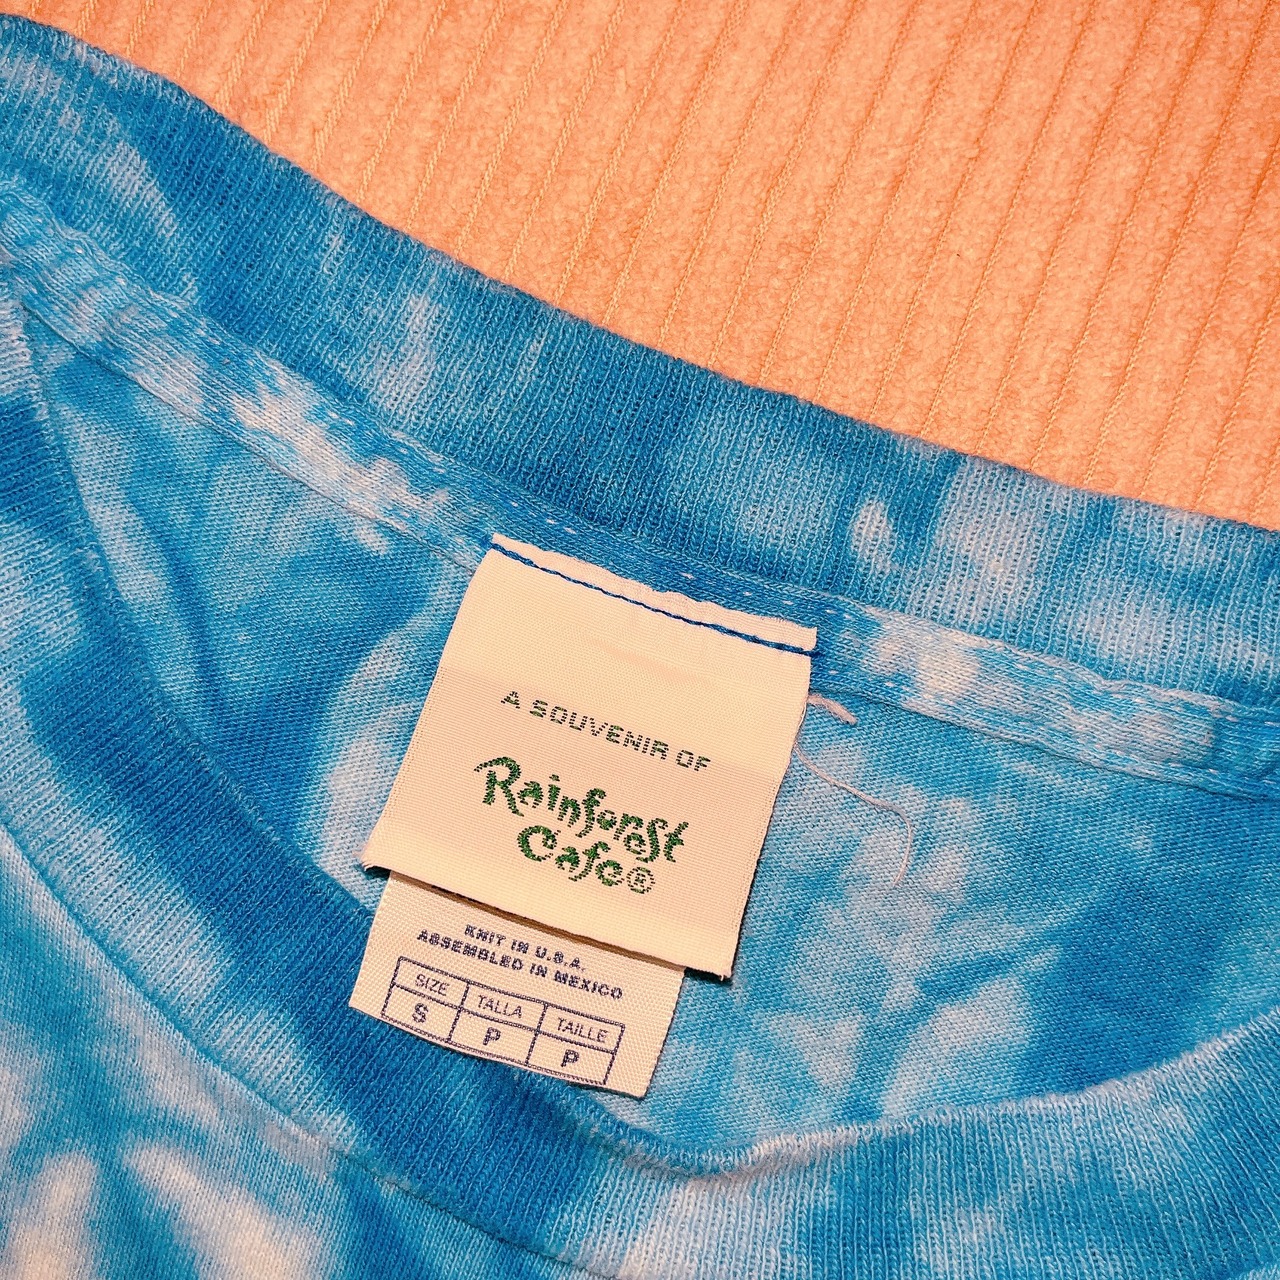 A SOUVENIR OF
Rainforest
Cafe®
KNIT IN U.S.A.
ASSEMBLED IN MEXICO
SIZE TALLA TAILLE
S P P